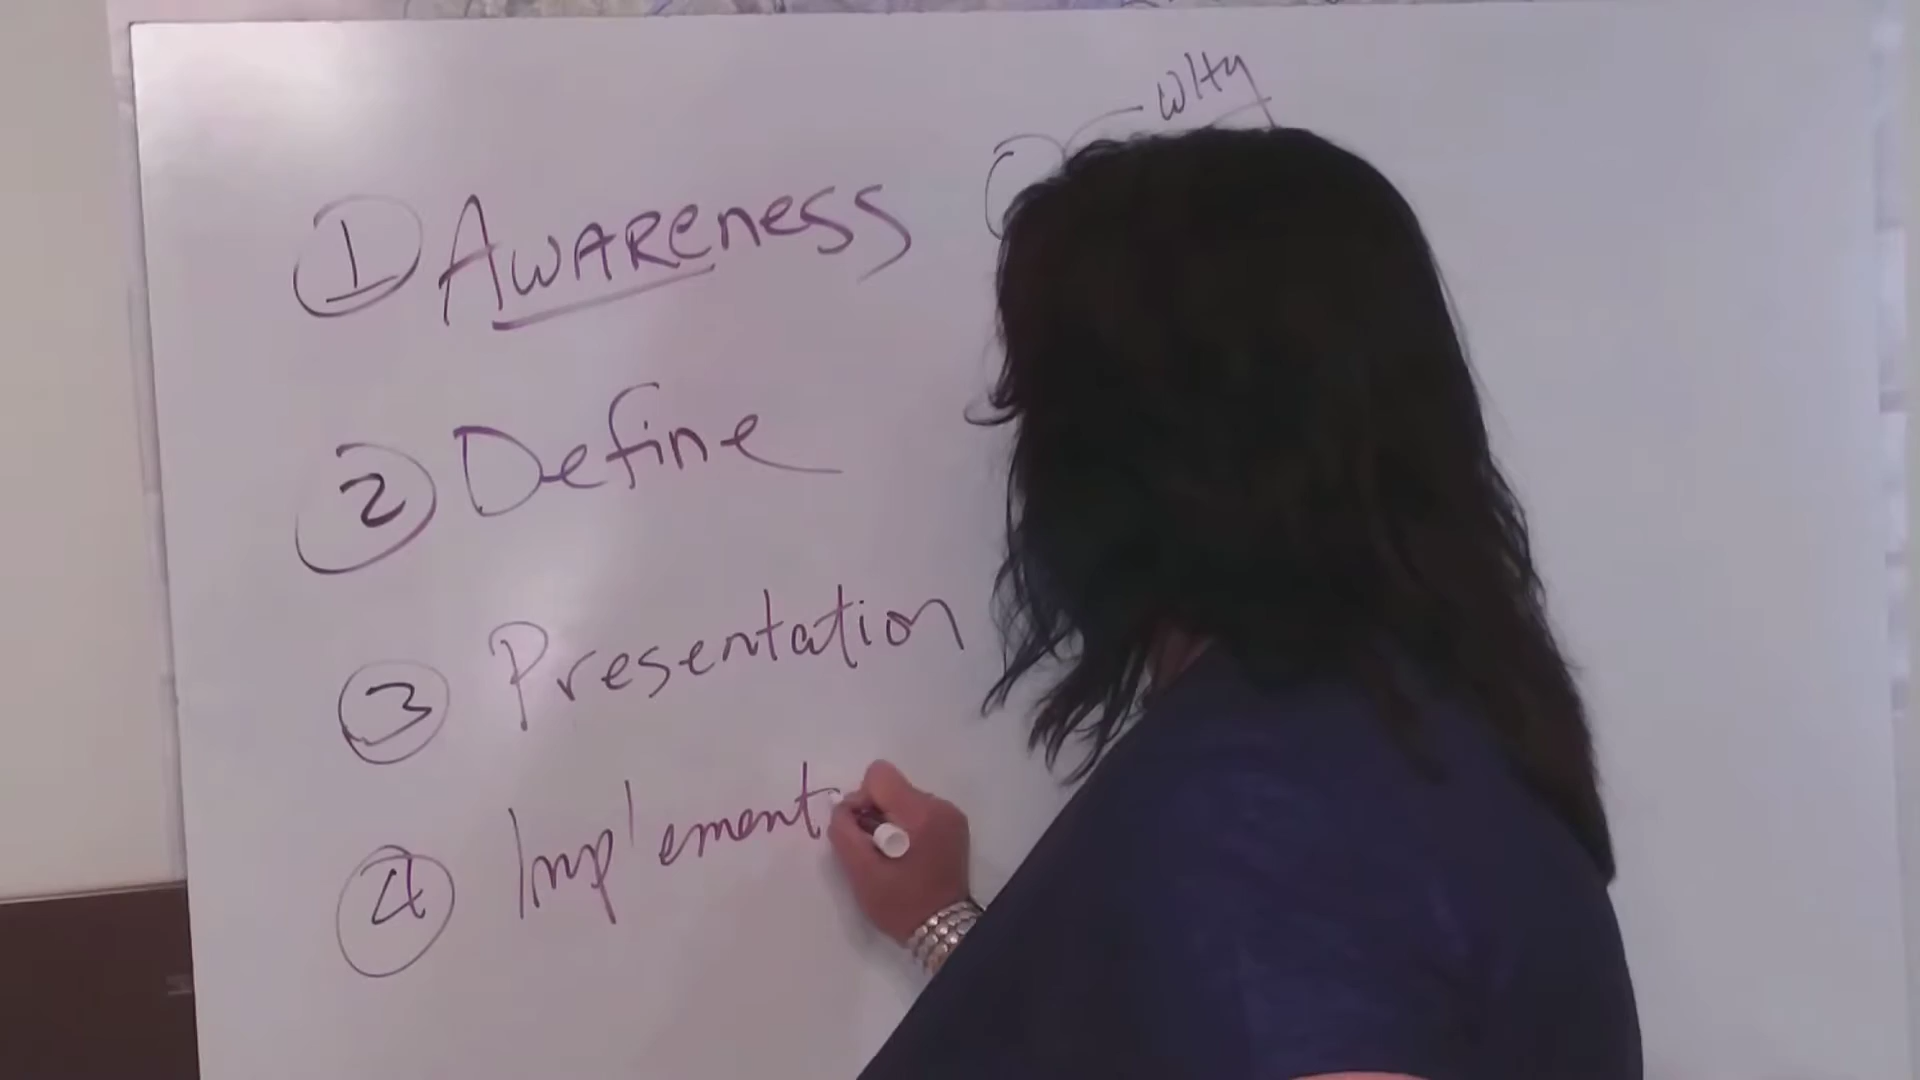 WHy
① AWAREness
② Define
③ Presentation
④ Implement